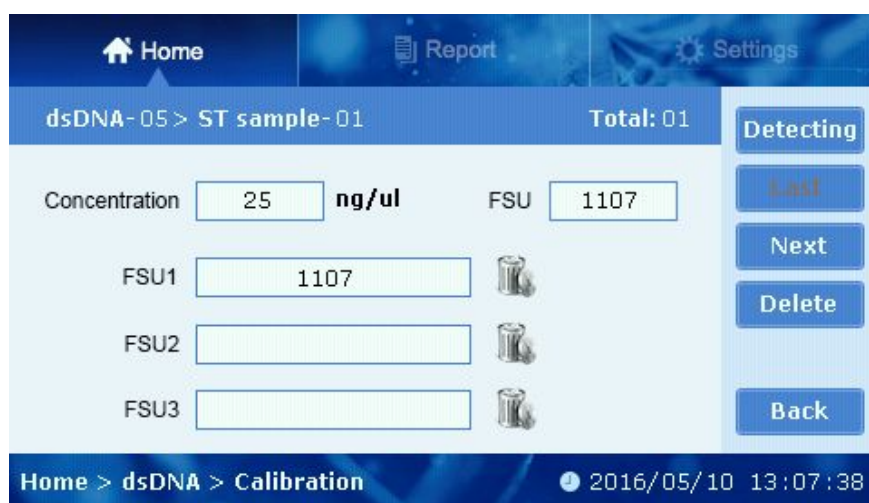 Home Report Settings
dsDNA-05> ST sample-01 Total: 01
Detecting
Concentration 25 ng/ul FSU 1107
Last
Next
FSU1 1107
Delete
FSU2
FSU3
Back
Home > dsDNA > Calibration 2016/05/10 13:07:38